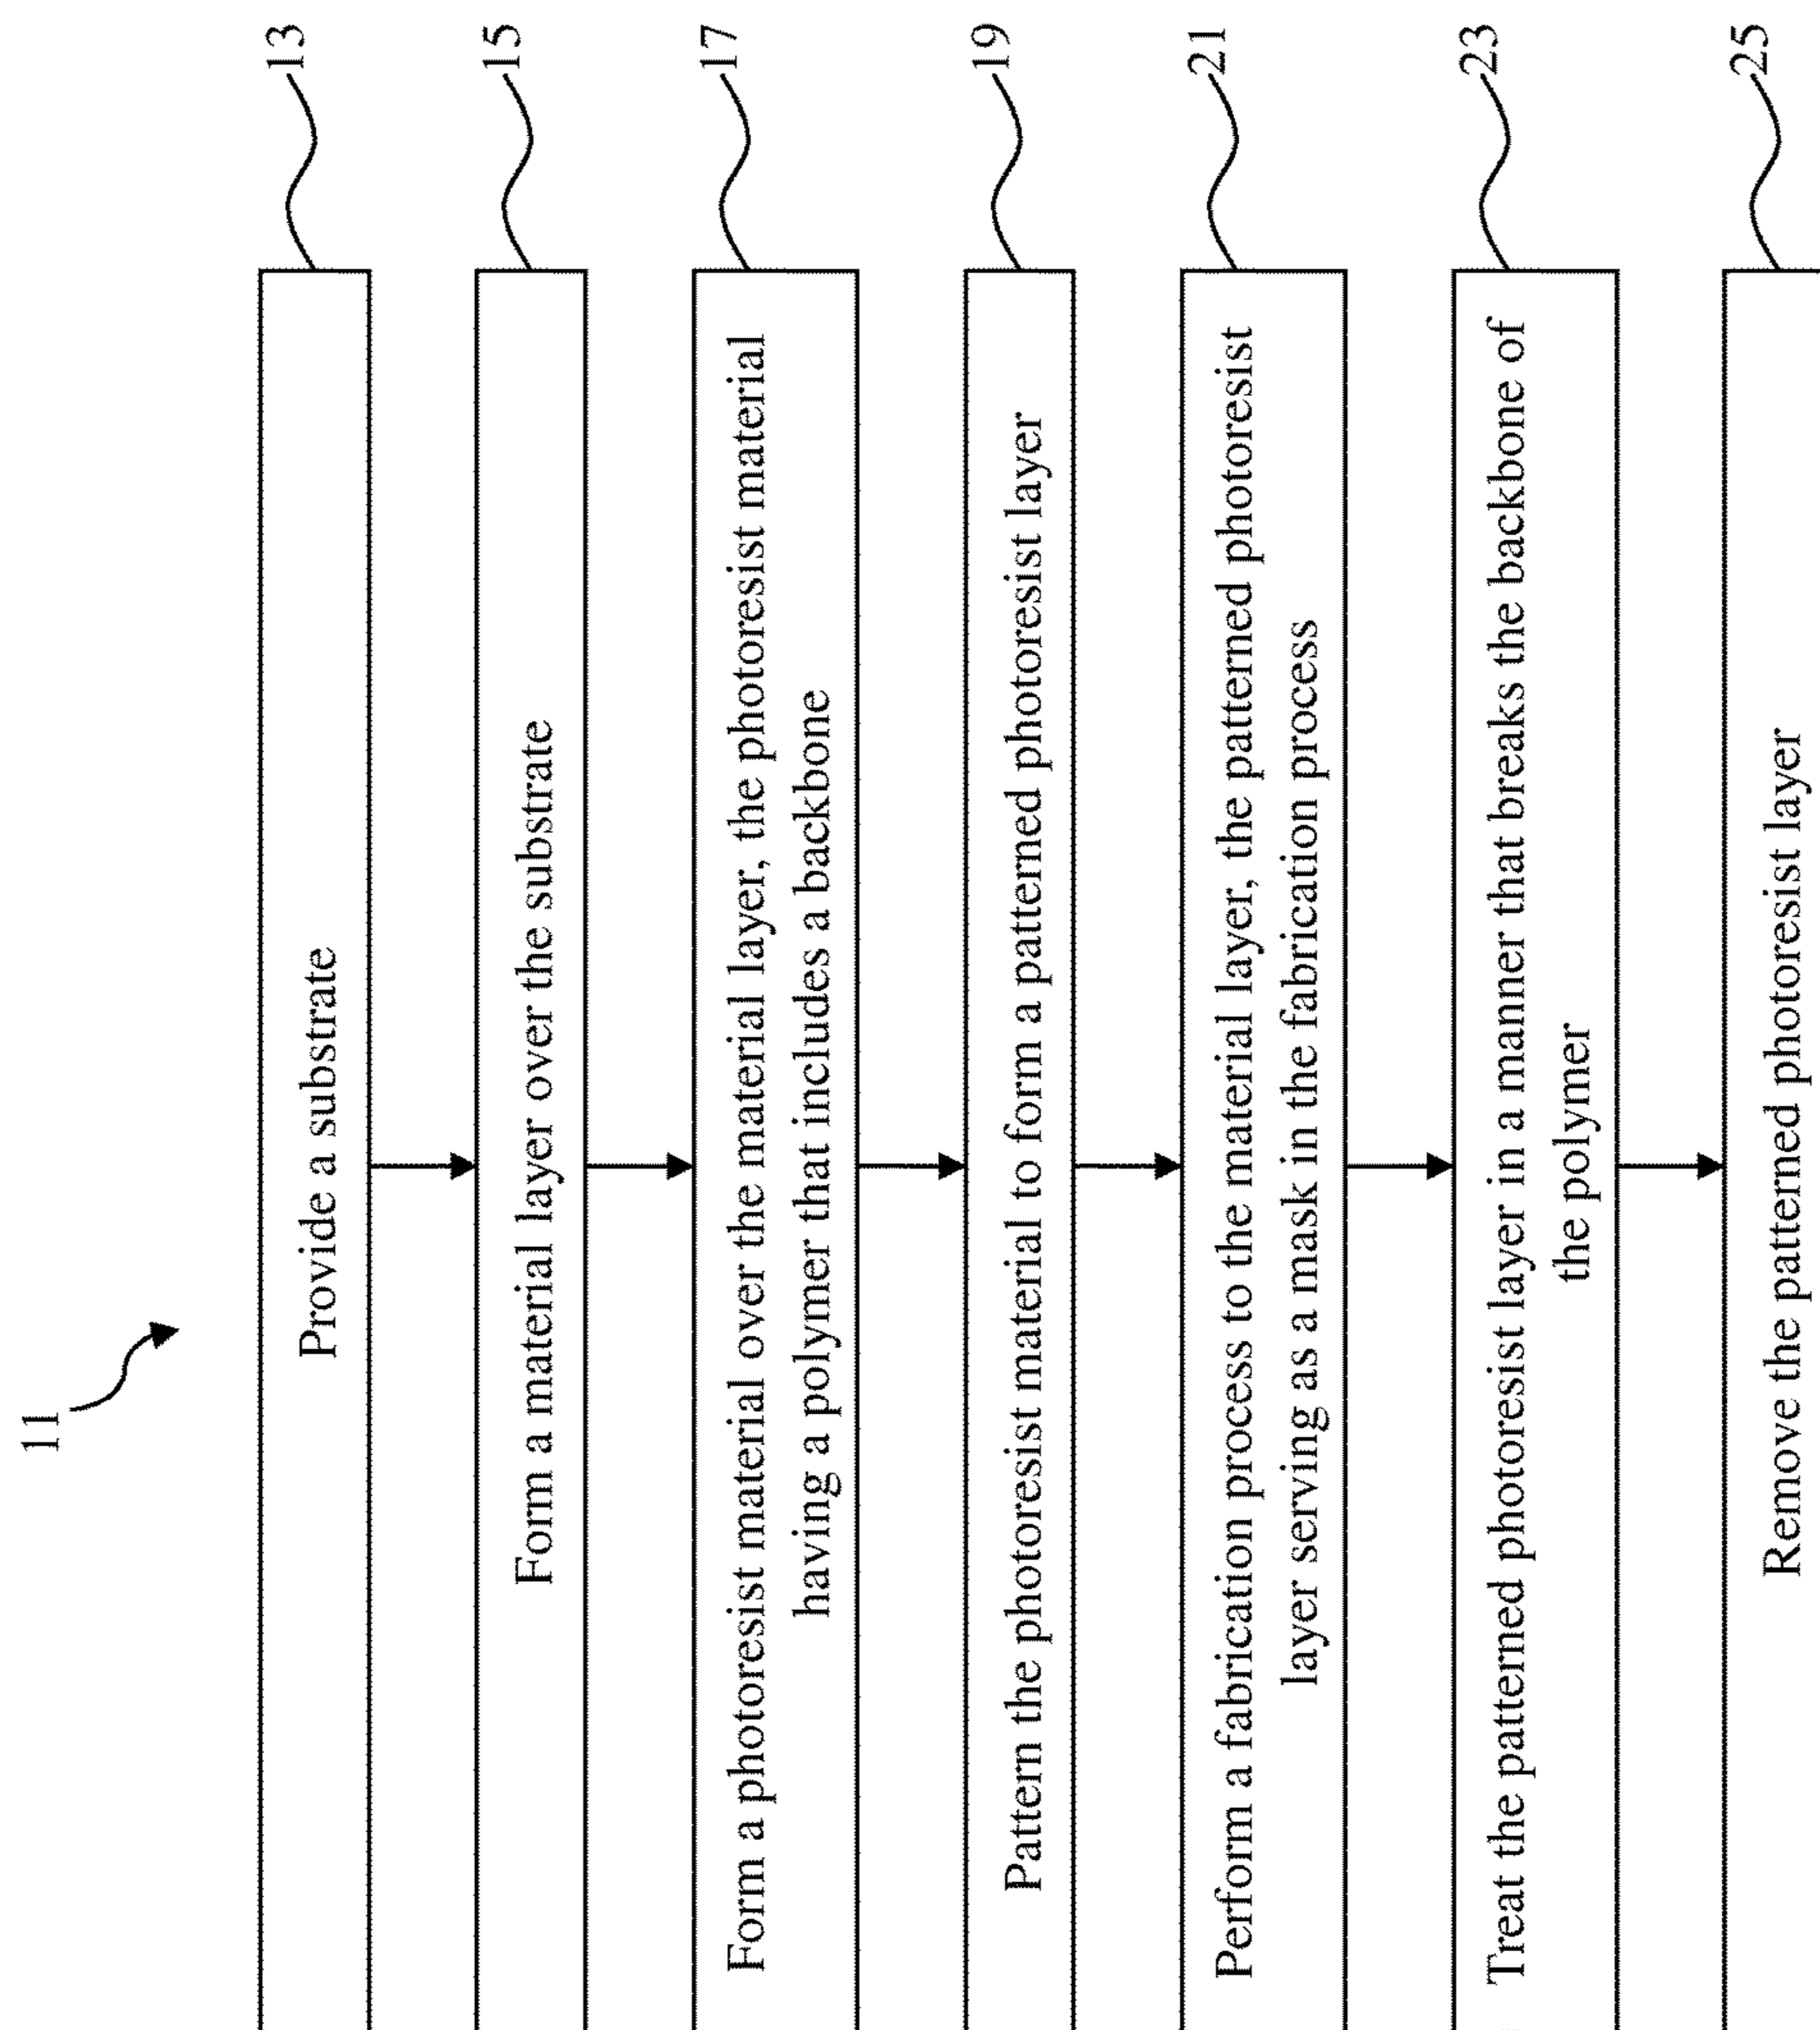 11
Provide a substrate
13
Form a material layer over the substrate
15
Form a photoresist material over the material layer, the photoresist material
having a polymer that includes a backbone
17
Pattern the photoresist material to form a patterned photoresist layer
19
Perform a fabrication process to the material layer, the patterned photoresist
layer serving as a mask in the fabrication process
21
Treat the patterned photoresist layer in a manner that breaks the backbone of
the polymer
23
Remove the patterned photoresist layer
25